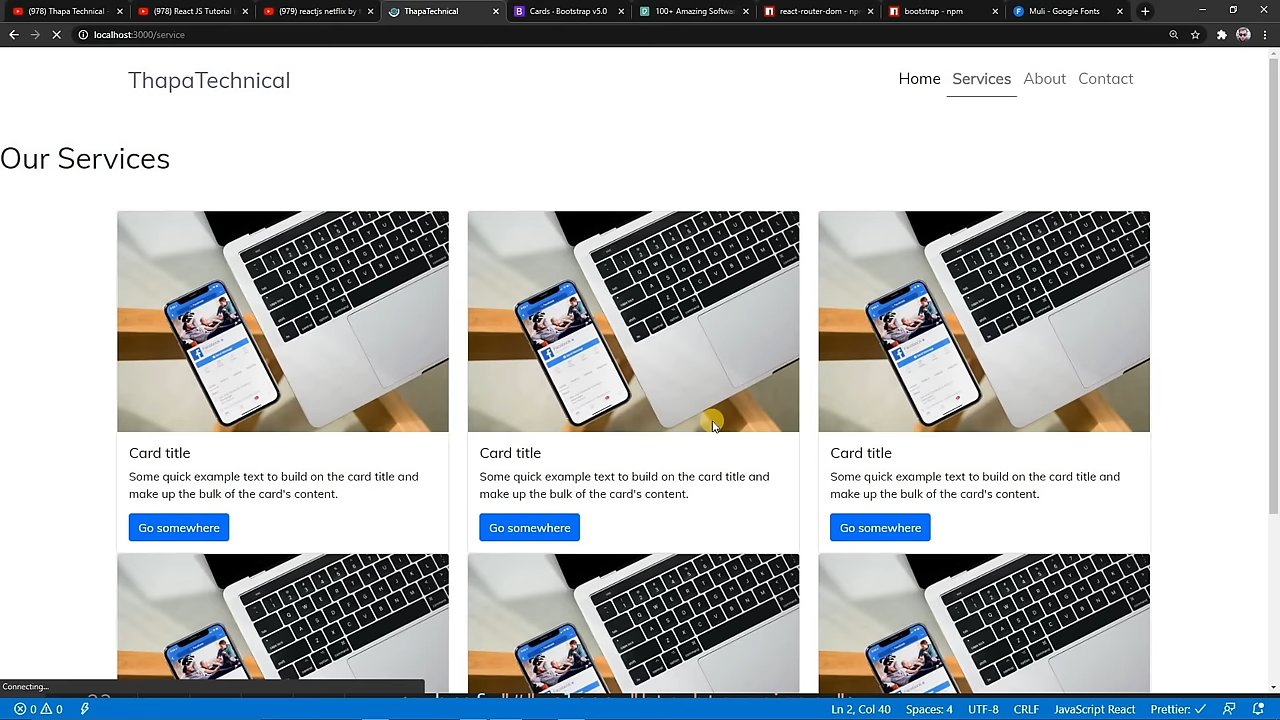 (978) Thapa Technical -
(978) React JS Tutorial
(979) reactjs netflix by
ThapaTechnical
Cards · Bootstrap v5.0
100+ Amazing Softwa
react-router-dom - np
bootstrap - npm
Muli - Google Fonts
localhost:3000/service
ThapaTechnical
Home Services About Contact
Our Services
Card title
Some quick example text to build on the card title and
make up the bulk of the card's content.
Go somewhere
Card title
Some quick example text to build on the card title and
make up the bulk of the card's content.
Go somewhere
Card title
Some quick example text to build on the card title and
make up the bulk of the card's content.
Go somewhere
Connecting...
0 0 Ln 2, Col 40 Spaces: 4 UTF-8 CRLF JavaScript React Prettier: ✓